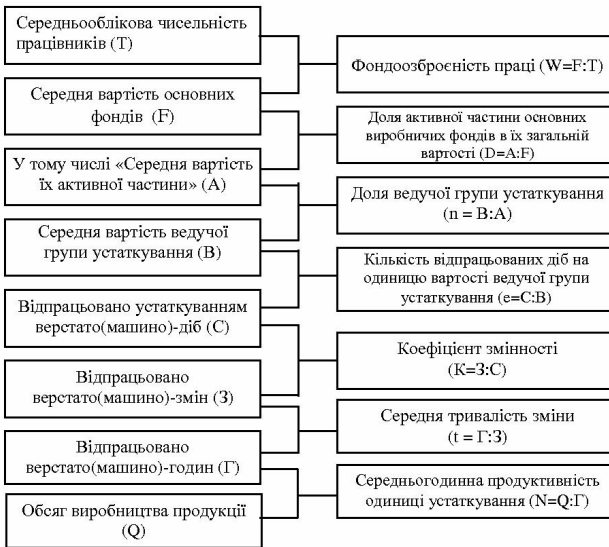 Середньооблікова чисельність
працівників (Т)
Середня вартість основних
фондів (F)
У тому числі «Середня вартість
їх активної частини» (А)
Середня вартість ведучої
групи устаткування (В)
Відпрацьовано устаткуванням
верстато(машино)-діб (С)
Відпрацьовано
верстато(машино)-змін (З)
Відпрацьовано
верстато(машино)-годин (Г)
Обсяг виробництва продукції
(Q)
Фондоозброєність праці (W=F:T)
Доля активної частини основних
виробничих фондів в їх загальній
вартості (D=A:F)
Доля ведучої групи устаткування
(n = В:А)
Кількість відпрацьованих діб на
одиницю вартості ведучої групи
устаткування (е=С:В)
Коефіцієнт змінності
(К=З:С)
Середня тривалість зміни
(t = Г:З)
Середньогодинна продуктивність
одиниці устаткування (N=Q:Г)